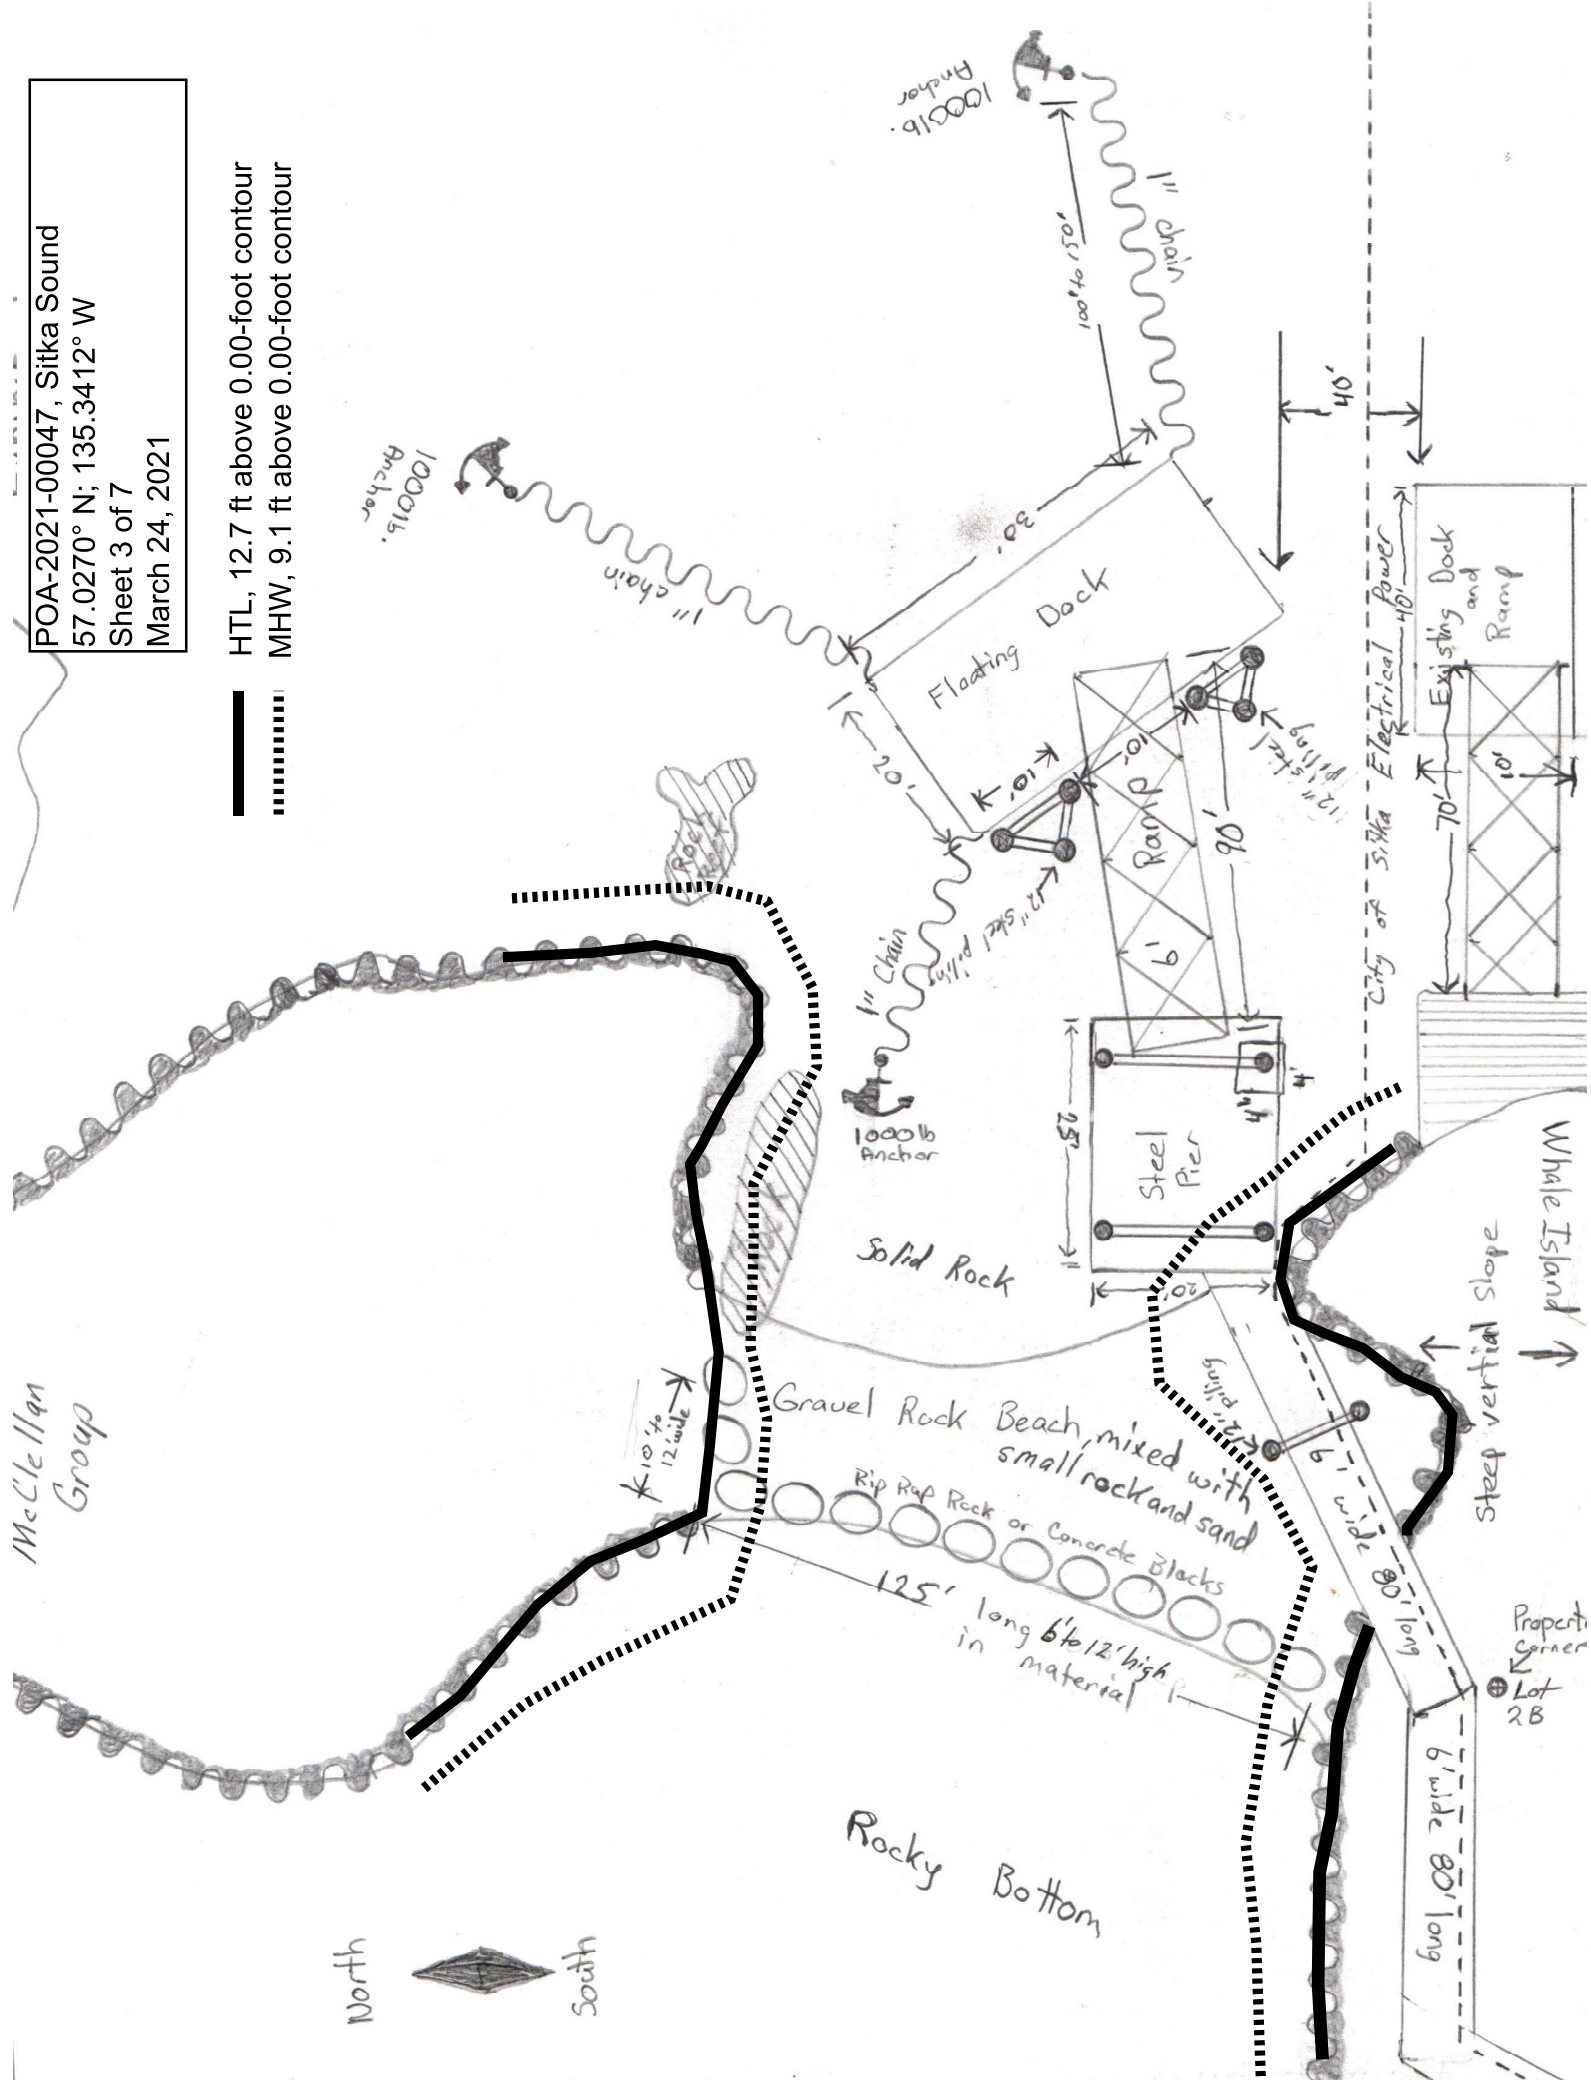 POA-2021-00047, Sitka Sound
57.0270° N; 135.3412° W
Sheet 3 of 7
March 24, 2021
HTL, 12.7 ft above 0.00-foot contour
MHW, 9.1 ft above 0.00-foot contour
1000lb.
Anchor
1" chain
100' to 150'
1000lb.
Anchor
1" chain
30'
20'
Floating Dock
10'
10'
12" steel
pilling
12" steel piling
1" Chain
1000lb
Anchor
Ramp
6'
90'
40'
City of Sitka Electrical Power
40'
Existing Dock
and
Ramp
70'
10'
Rock
Steel
Pier
25'
20'
4"
4'
Solid Rock
McClellan
Group
10' to
12' wide
Gravel Rock Beach, mixed with
small rock and sand
Rip Rap Rock or Concrete Blocks
125' long 6' to 12' high
in material
12" piling
6' wide 80' long
Whale Island
Steep vertical Slope
Lot
2B
6' wide 80' long
Rocky Bottom
North
South